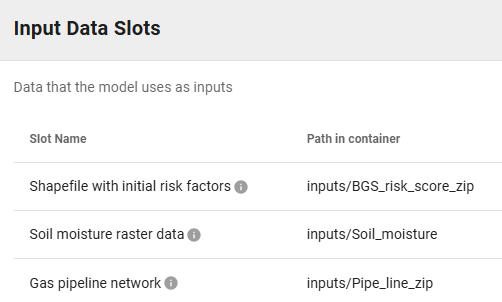 Input Data Slots
Data that the model uses as inputs
Slot Name Path in container
Shapefile with initial risk factors inputs/BGS_risk_score_zip
Soil moisture raster data inputs/Soil_moisture
Gas pipeline network inputs/Pipe_line_zip